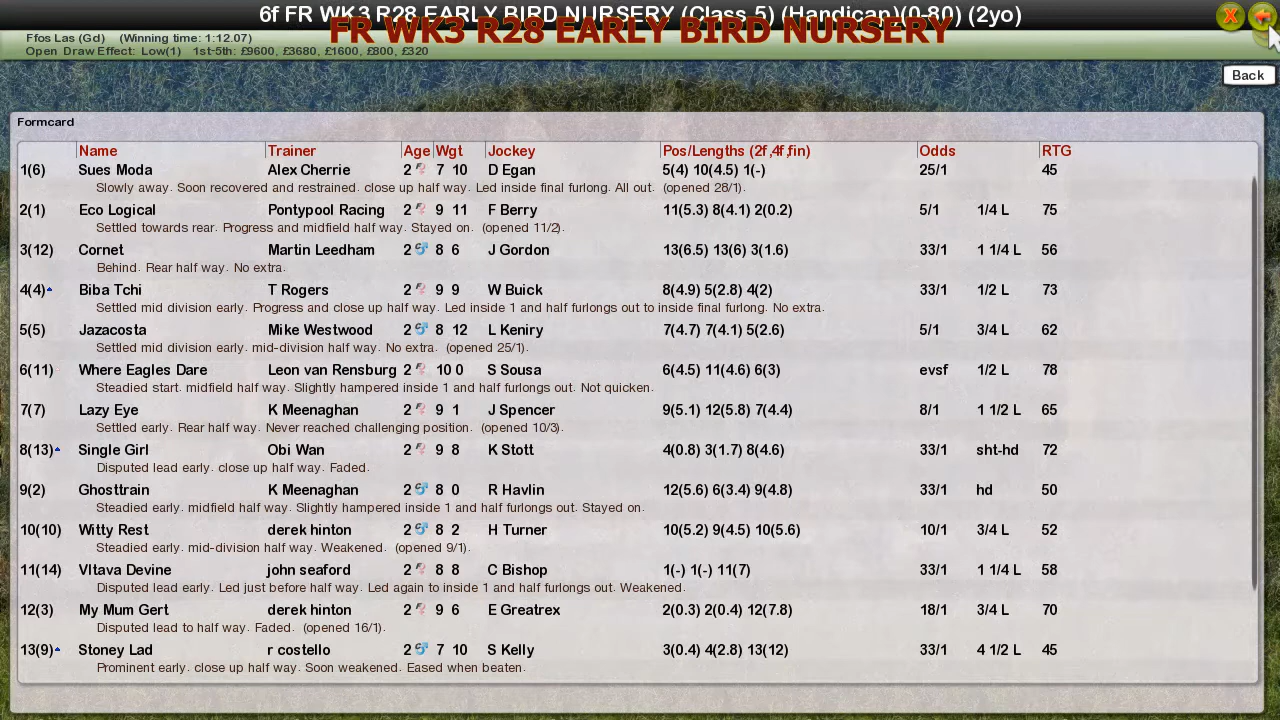 6f FR WK3 R28 EARLY BIRD NURSERY (Class 5) (Handicap)(0-80) (2yo)
FR WK3 R28 EARLY BIRD NURSERY
Ffos Las (Gd) (Winning time: 1:12.07)
Open Draw Effect: Low(1) 1st-5th: £9600, £3680, £1600, £800, £320
Back
Formcard
Name Trainer Age Wgt Jockey Pos/Lengths (2f,4f,fin) Odds RTG
1(6) Sues Moda Alex Cherrie 2 7 10 D Egan 5(4) 10(4.5) 1(-) 25/1 45
Slowly away. Soon recovered and restrained. close up half way. Led inside final furlong. All out. (opened 28/1).
2(1) Eco Logical Pontypool Racing 2 9 11 F Berry 11(5.3) 8(4.1) 2(0.2) 5/1 1/4 L 75
Settled towards rear. Progress and midfield half way. Stayed on. (opened 11/2).
3(12) Cornet Martin Leedham 2 8 6 J Gordon 13(6.5) 13(6) 3(1.6) 33/1 1 1/4 L 56
Behind. Rear half way. No extra.
4(4) Biba Tchi T Rogers 2 9 9 W Buick 8(4.9) 5(2.8) 4(2) 33/1 1/2 L 73
Settled mid division early. Progress and close up half way. Led inside 1 and half furlongs out to inside final furlong. No extra.
5(5) Jazacosta Mike Westwood 2 8 12 L Keniry 7(4.7) 7(4.1) 5(2.6) 5/1 3/4 L 62
Settled mid division early. mid-division half way. No extra. (opened 25/1).
6(11) Where Eagles Dare Leon van Rensburg 2 10 0 S Sousa 6(4.5) 11(4.6) 6(3) evsf 1/2 L 78
Steadied start. midfield half way. Slightly hampered inside 1 and half furlongs out. Not quicken.
7(7) Lazy Eye K Meenaghan 2 9 1 J Spencer 9(5.1) 12(5.8) 7(4.4) 8/1 1 1/2 L 65
Settled early. Rear half way. Never reached challenging position. (opened 10/3).
8(13) Single Girl Obi Wan 2 9 8 K Stott 4(0.8) 3(1.7) 8(4.6) 33/1 sht-hd 72
Disputed lead early. close up half way. Faded.
9(2) Ghosttrain K Meenaghan 2 8 0 R Havlin 12(5.6) 6(3.4) 9(4.8) 33/1 hd 50
Steadied early. midfield half way. Slightly hampered inside 1 and half furlongs out. Stayed on.
10(10) Witty Rest derek hinton 2 8 2 H Turner 10(5.2) 9(4.5) 10(5.6) 10/1 3/4 L 52
Steadied early. mid-division half way. Weakened. (opened 9/1).
11(14) Vltava Devine john seaford 2 8 8 C Bishop 1(-) 1(-) 11(7) 33/1 1 1/4 L 58
Disputed lead early. Led just before half way. Led again to inside 1 and half furlongs out. Weakened.
12(3) My Mum Gert derek hinton 2 9 6 E Greatrex 2(0.3) 2(0.4) 12(7.8) 18/1 3/4 L 70
Disputed lead to half way. Faded. (opened 16/1).
13(9) Stoney Lad r costello 2 7 10 S Kelly 3(0.4) 4(2.8) 13(12) 33/1 4 1/2 L 45
Prominent early. close up half way. Soon weakened. Eased when beaten.